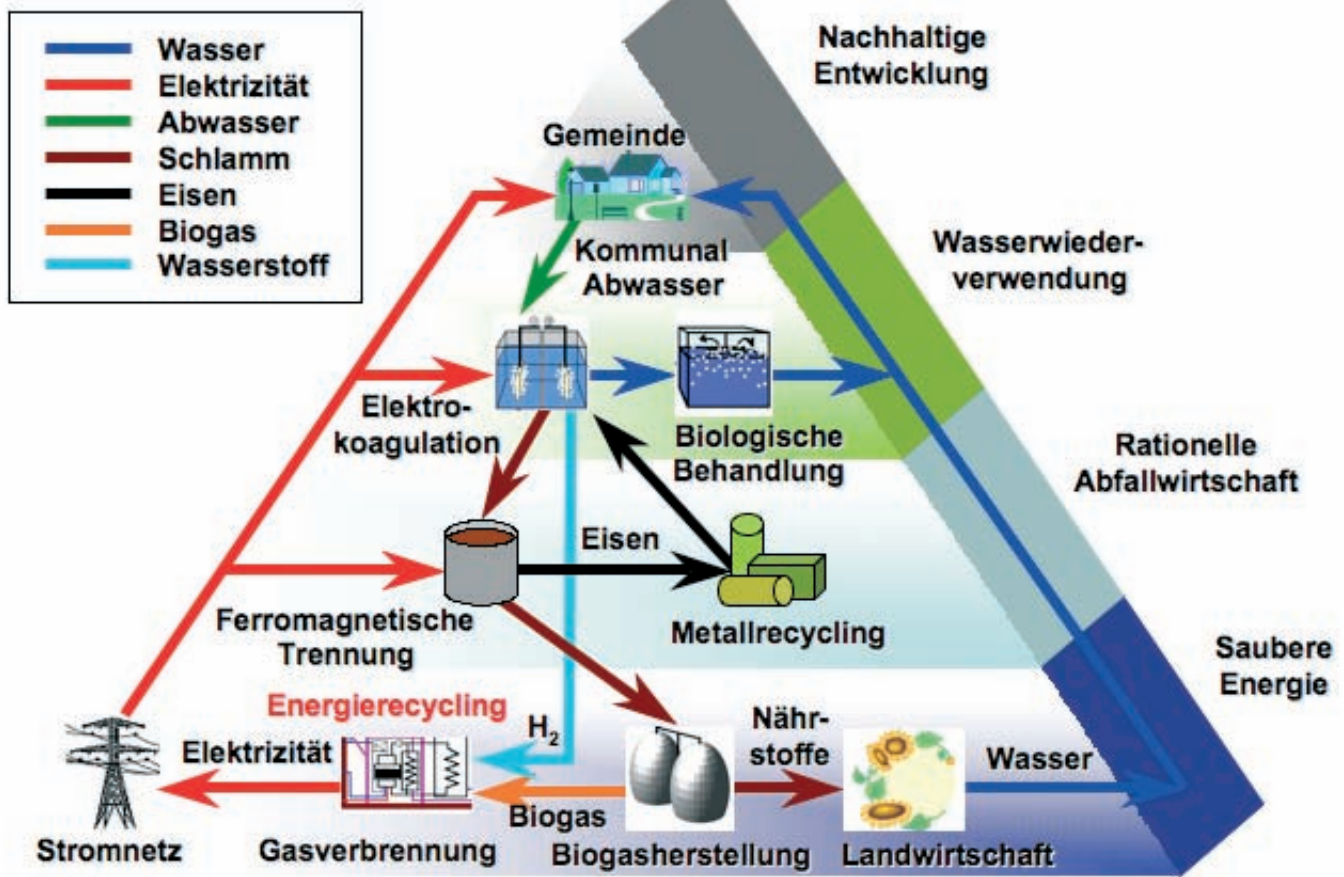 Wasser
Elektrizität
Abwasser
Schlamm
Eisen
Biogas
Wasserstoff
Nachhaltige
Entwicklung
Gemeinde
Kommunal
Abwasser
Wasserwieder-
verwendung
Elektro-
koagulation
Biologische
Behandlung
Rationelle
Abfallwirtschaft
Eisen
Ferromagnetische
Trennung
Metallrecycling
Saubere
Energie
Energierecycling
H2
Nähr-
stoffe
Elektrizität
Wasser
Biogas
Stromnetz
Gasverbrennung
Biogasherstellung
Landwirtschaft